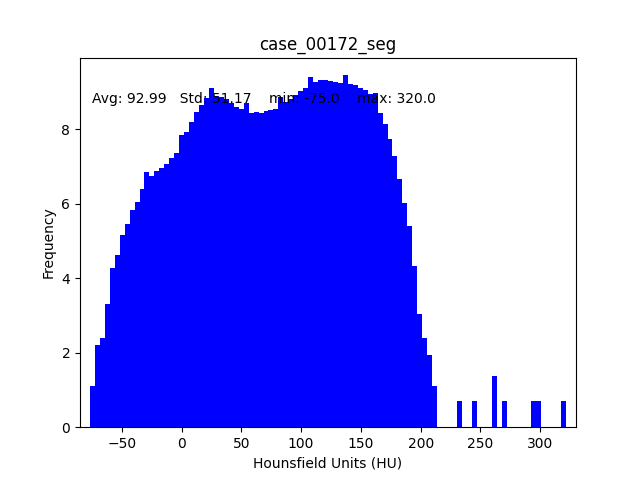 case_00172_seg
Avg: 92.99 Std: 51.17 min: -75.0 max: 320.0
Frequency
8
6
4
2
0
−50 0 50 100 150 200 250 300
Hounsfield Units (HU)